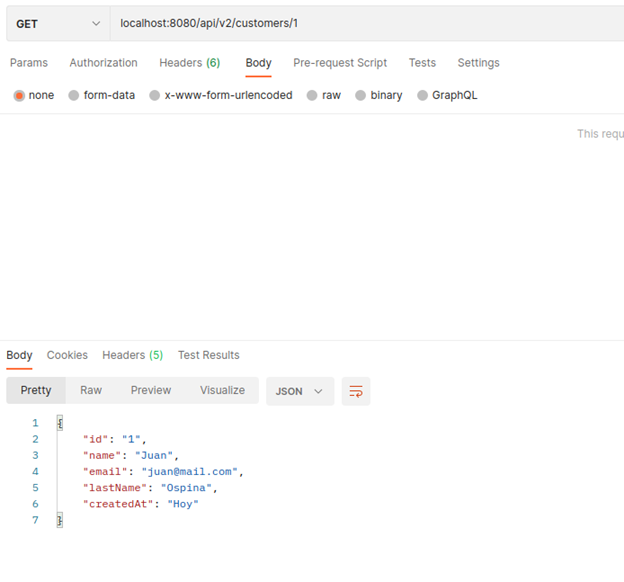 GET localhost:8080/api/v2/customers/1
Params Authorization Headers (6) Body Pre-request Script Tests Settings
none form-data x-www-form-urlencoded raw binary GraphQL
This requ
Body Cookies Headers (5) Test Results
Pretty Raw Preview Visualize JSON
1 {
2 "id": "1",
3 "name": "Juan",
4 "email": "juan@mail.com",
5 "lastName": "Ospina",
6 "createdAt": "Hoy"
7 }